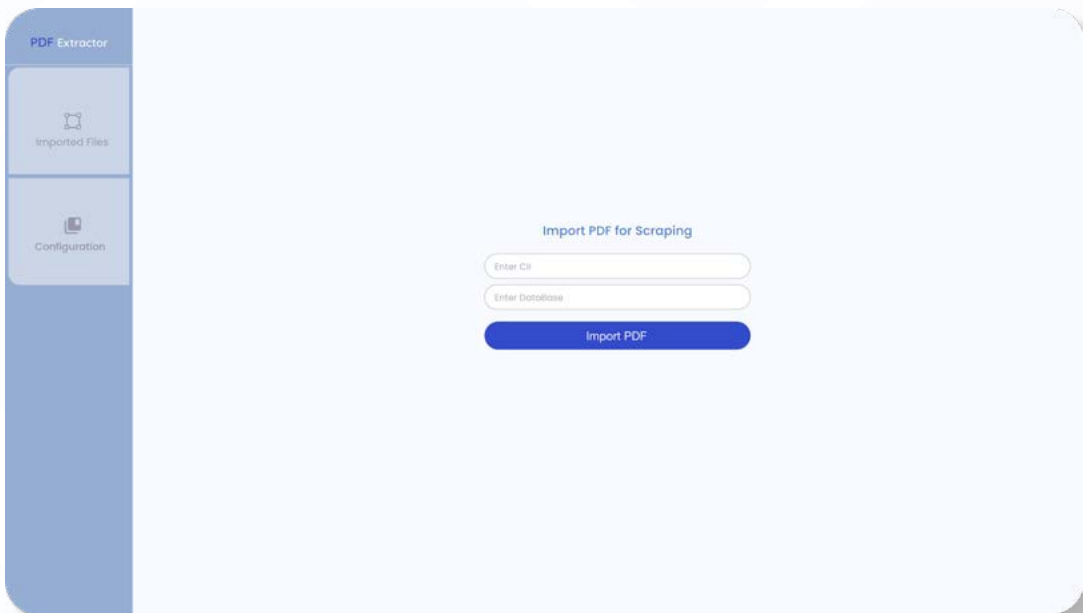 PDF Extractor
Imported Files
Configuration
Import PDF for Scraping
Enter CII
Enter DataBase
Import PDF